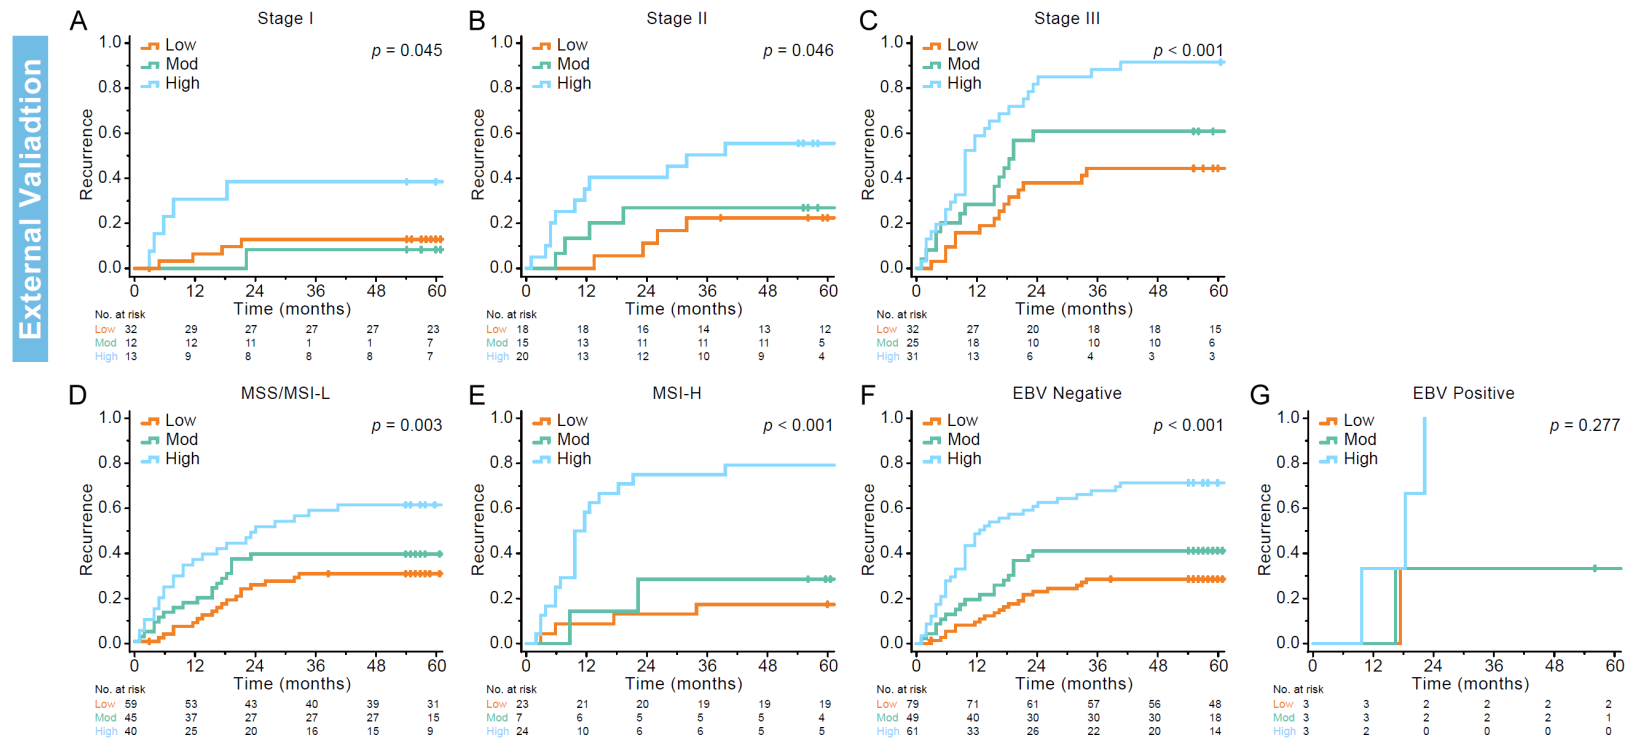 External Valiadtion
A
Stage I
1.0
0.8
0.6
0.4
0.2
0.0
Recurrence
Low
Mod
High
p = 0.045
0 12 24 36 48 60
Time (months)
No. at risk
Low 32 29 27 27 27 23
Mod 12 12 11 1 1 7
High 13 9 8 8 8 7
B
Stage II
1.0
0.8
0.6
0.4
0.2
0.0
Recurrence
Low
Mod
High
p = 0.046
0 12 24 36 48 60
Time (months)
No. at risk
Low 18 18 16 14 13 12
Mod 15 13 11 11 11 5
High 20 13 12 10 9 4
C
Stage III
1.0
0.8
0.6
0.4
0.2
0.0
Recurrence
Low
Mod
High
p < 0.001
0 12 24 36 48 60
Time (months)
No. at risk
Low 32 27 20 18 18 15
Mod 25 18 10 10 10 6
High 31 13 6 4 3 3
D
MSS/MSI-L
1.0
0.8
0.6
0.4
0.2
0.0
Recurrence
Low
Mod
High
p = 0.003
0 12 24 36 48 60
Time (months)
No. at risk
Low 59 53 43 40 39 31
Mod 45 37 27 27 27 15
High 40 25 20 16 15 9
E
MSI-H
1.0
0.8
0.6
0.4
0.2
0.0
Recurrence
Low
Mod
High
p < 0.001
0 12 24 36 48 60
Time (months)
No. at risk
Low 23 21 20 19 19 19
Mod 7 6 5 5 5 4
High 24 10 6 6 5 5
F
EBV Negative
1.0
0.8
0.6
0.4
0.2
0.0
Recurrence
Low
Mod
High
p < 0.001
0 12 24 36 48 60
Time (months)
No. at risk
Low 79 71 61 57 56 48
Mod 49 40 30 30 30 18
High 61 33 26 22 20 14
G
EBV Positive
1.0
0.8
0.6
0.4
0.2
0.0
Recurrence
Low
Mod
High
p = 0.277
0 12 24 36 48 60
Time (months)
No. at risk
Low 3 3 2 2 2 2
Mod 3 3 2 2 2 1
High 3 2 0 0 0 0